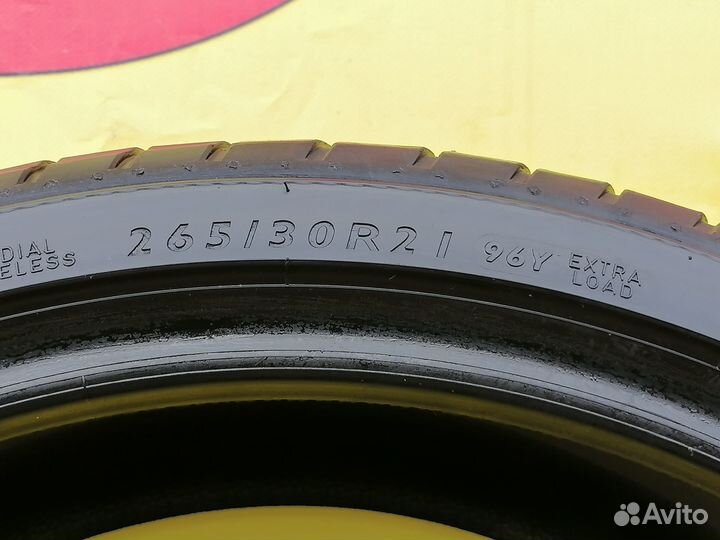 DIAL
ELESS
265/30R21
96Y
EXTRA
LOAD
Avito